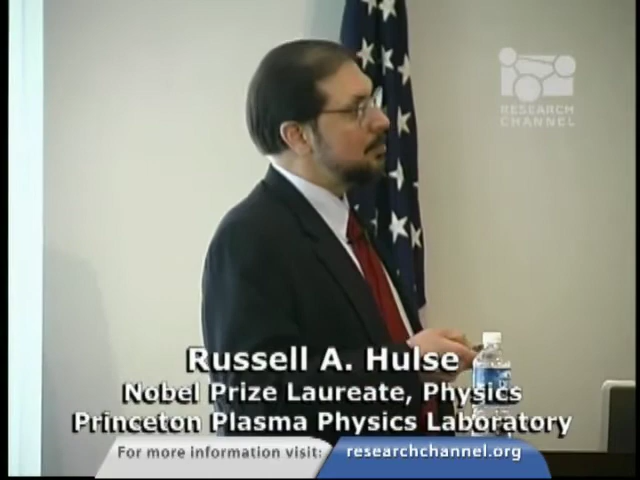 RESEARCH
CHANNEL
Russell A. Hulse
Nobel Prize Laureate, Physics
Princeton Plasma Physics Laboratory
For more information visit: researchchannel.org